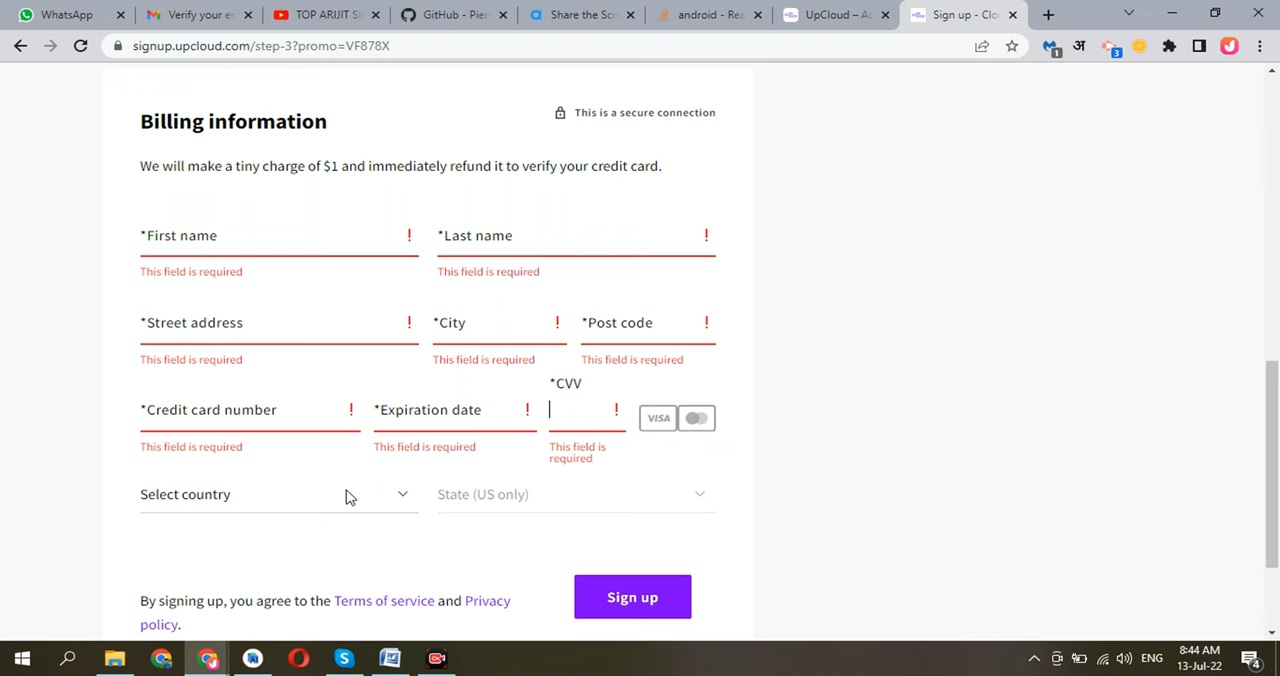 WhatsApp
Verify your en
TOP ARIJIT SI
GitHub - Pier
Share the Scr
android - Rea
UpCloud – Ac
Sign up - Clo
signup.upcloud.com/step-3?promo=VF878X
1
अ
3
Billing information
This is a secure connection
We will make a tiny charge of $1 and immediately refund it to verify your credit card.
*First name !
*Last name !
This field is required
This field is required
*Street address !
*City !
*Post code !
This field is required
This field is required
This field is required
*CVV
*Credit card number !
*Expiration date !
!
VISA
This field is required
This field is required
This field is
required
Select country
State (US only)
By signing up, you agree to the Terms of service and Privacy
policy.
Sign up
ENG
8:44 AM
13-Jul-22
4